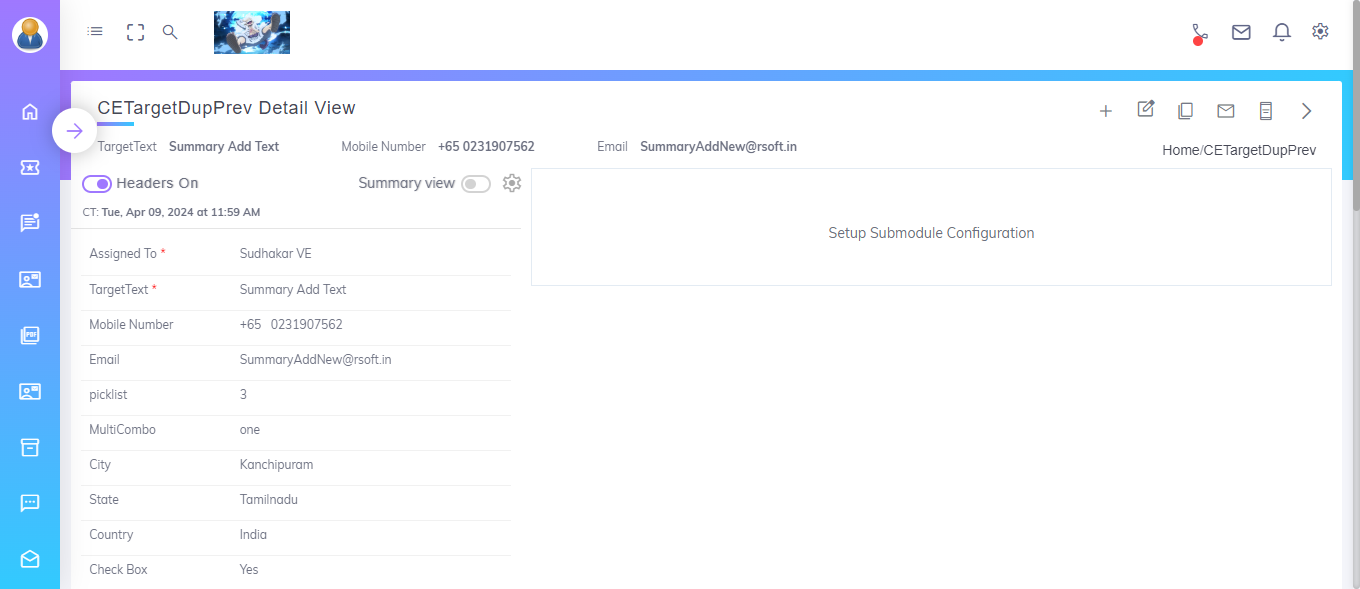 CETargetDupPrev Detail View
TargetText Summary Add Text Mobile Number +65 0231907562 Email SummaryAddNew@rsoft.in
Home/CETargetDupPrev
Headers On Summary view
CT: Tue, Apr 09, 2024 at 11:59 AM
Setup Submodule Configuration
Assigned To * Sudhakar VE
TargetText * Summary Add Text
Mobile Number +65 0231907562
Email SummaryAddNew@rsoft.in
picklist 3
MultiCombo one
City Kanchipuram
State Tamilnadu
Country India
Check Box Yes
PDF